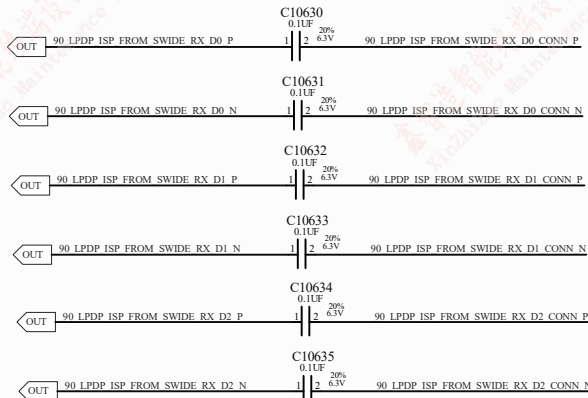 C10630
0.1UF
20%
OUT 90 LPDP ISP FROM SWIDE RX D0 P 1 2 6.3V 90 LPDP ISP FROM SWIDE RX D0 CONN P
C10631
0.1UF
20%
OUT 90 LPDP ISP FROM SWIDE RX D0 N 1 2 6.3V 90 LPDP ISP FROM SWIDE RX D0 CONN N
C10632
0.1UF
20%
OUT 90 LPDP ISP FROM SWIDE RX D1 P 1 2 6.3V 90 LPDP ISP FROM SWIDE RX D1 CONN P
C10633
0.1UF
20%
OUT 90 LPDP ISP FROM SWIDE RX D1 N 1 2 6.3V 90 LPDP ISP FROM SWIDE RX D1 CONN N
C10634
0.1UF
20%
OUT 90 LPDP ISP FROM SWIDE RX D2 P 1 2 6.3V 90 LPDP ISP FROM SWIDE RX D2 CONN P
C10635
0.1UF
20%
OUT 90 LPDP ISP FROM SWIDE RX D2 N 1 2 6.3V 90 LPDP ISP FROM SWIDE RX D2 CONN N